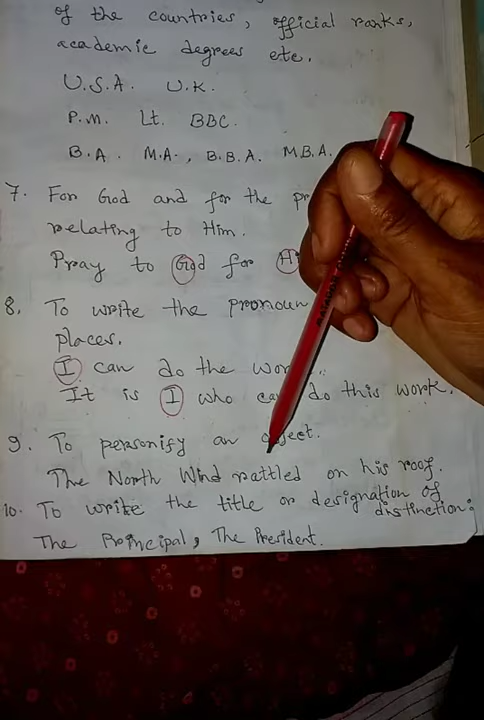 of the countries, official ranks,
academic degrees etc.
U.S.A. U.K.
P.M. Lt. BBC.
B.A. M.A., B.B.A. M.B.A.
7. For God and for the
relating to Him.
Pray to God for
8. To write the pronoun
places.
I can do the
It is I who do this work.
9. To personify an
The North Wind rattled on his roof.
10. To write the title or designation of
distinction:
The Principal, The President.